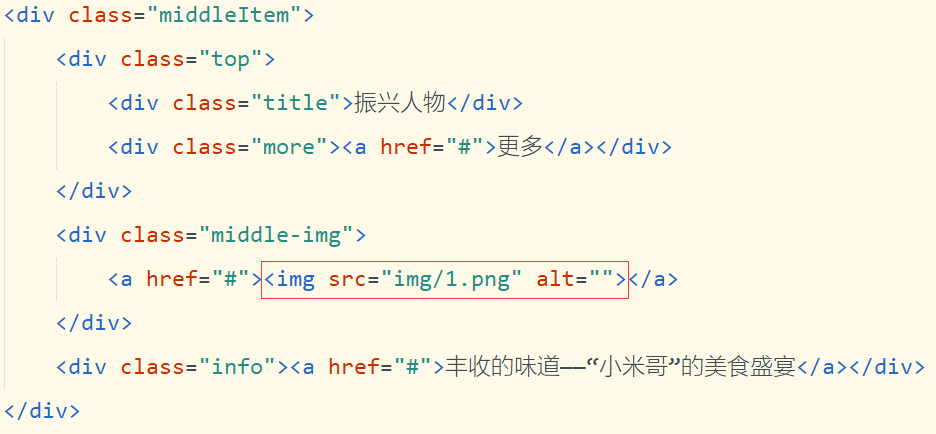 <div class="middleItem">
<div class="top">
<div class="title">振兴人物</div>
<div class="more"><a href="#">更多</a></div>
</div>
<div class="middle-img">
<a href="#"><img src="img/1.png" alt=""></a>
</div>
<div class="info"><a href="#">丰收的味道——“小米哥”的美食盛宴</a></div>
</div>